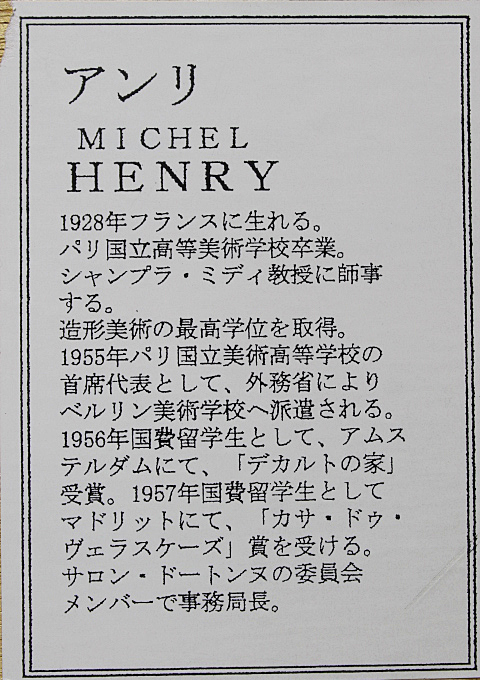 アンリ
MICHEL
HENRY
1928年フランスに生れる。
パリ国立高等美術学校卒業。
シャンプラ・ミディ教授に師事
する。
造形美術の最高学位を取得。
1955年パリ国立美術高等学校の
首席代表として、外務省により
ベルリン美術学校へ派遣される。
1956年国費留学生として、アムス
テルダムにて、「デカルトの家」
受賞。1957年国費留学生として
マドリットにて、「カサ・ドゥ・
ヴェラスケーズ」賞を受ける。
サロン・ドートンヌの委員会
メンバーで事務局長。